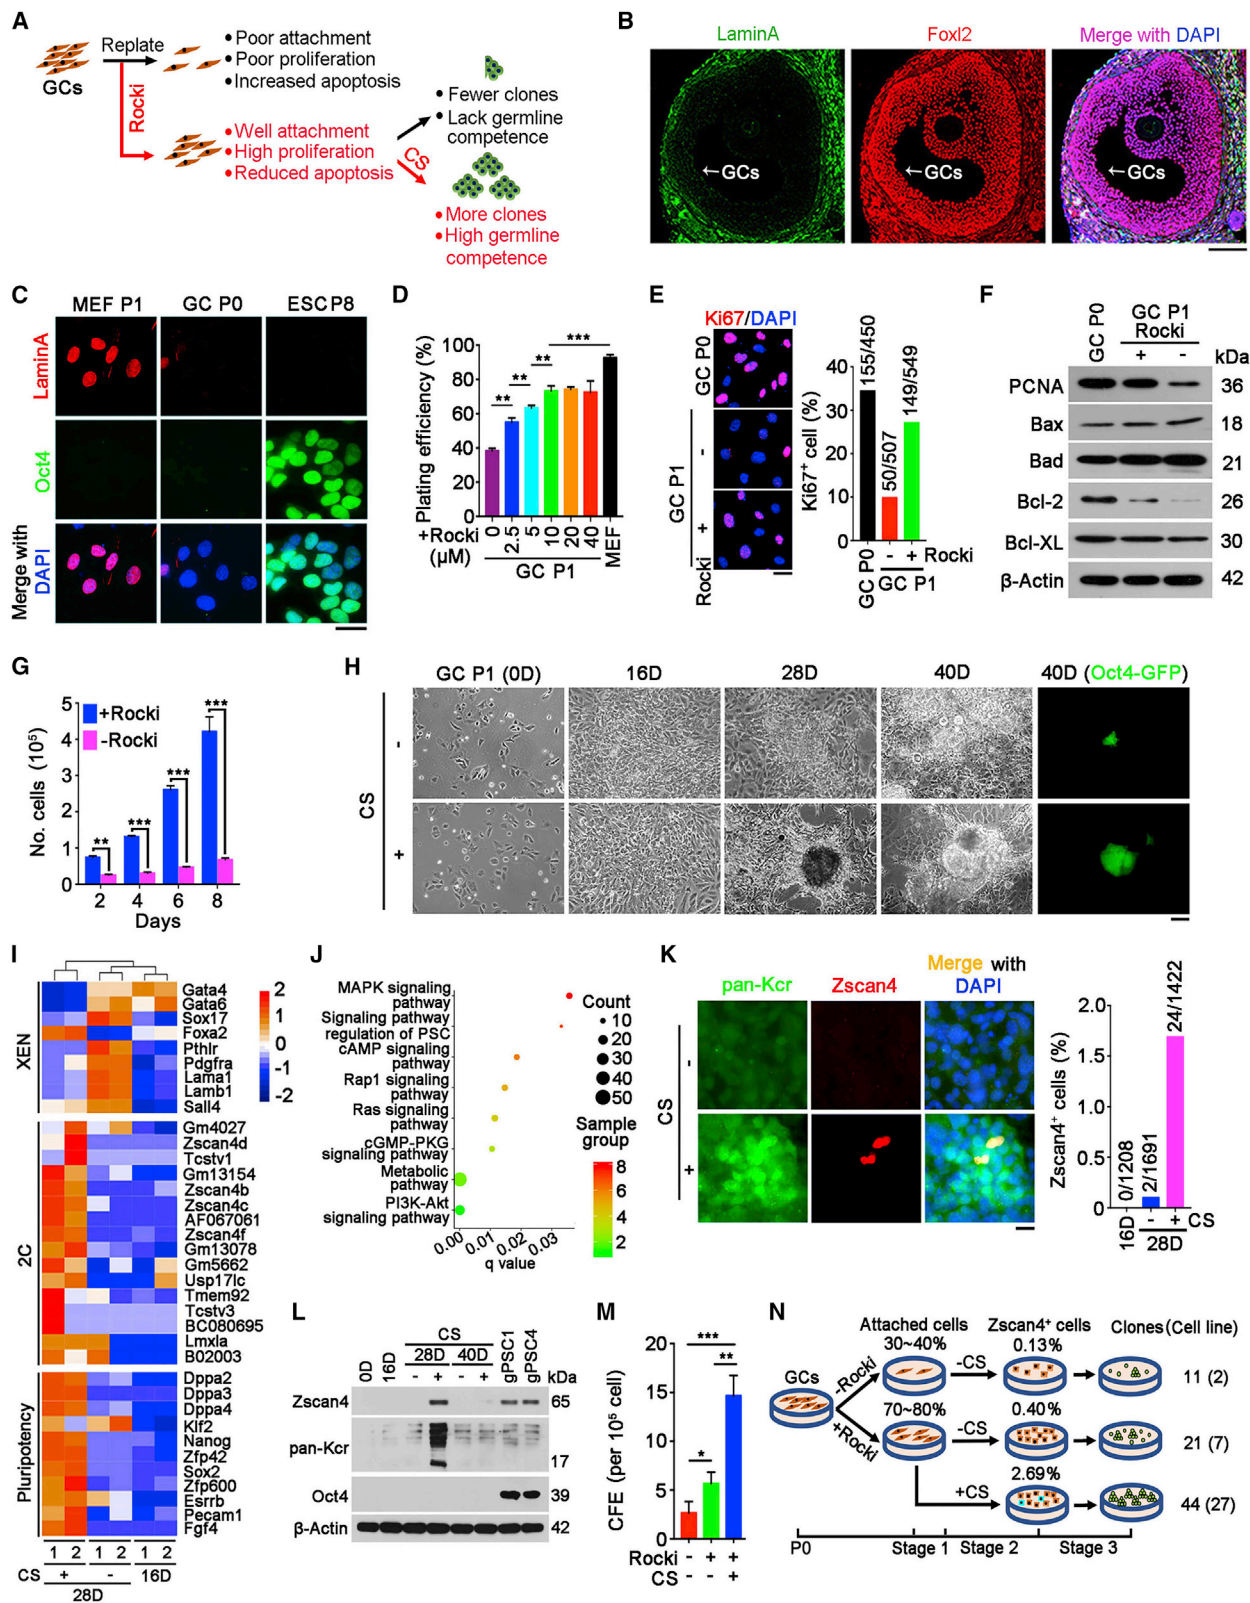 A
GCs
Replate
Rocki
•Poor attachment
•Poor proliferation
•Increased apoptosis
•Well attachment
•High proliferation
•Reduced apoptosis
CS
•Fewer clones
•Lack germline
competence
•More clones
•High germline
competence
B
LaminA
Foxl2
Merge with DAPI
←GCs
←GCs
←GCs
C
MEF P1
GC P0
ESC P8
LaminA
Oct4
Merge with
DAPI
D
Plating efficiency (%)
100
80
60
40
20
0
**
**
**
***
+Rocki
(µM)
0
2.5
5
10
20
40
MEF
GC P1
E
Ki67/DAPI
GC P0
GC P1
-
+
Rocki
Ki67+ cell (%)
40
30
20
10
0
155/450
50/507
149/549
GC P0
- + Rocki
GC P1
F
GC P0
GC P1
Rocki
+ -
kDa
PCNA 36
Bax 18
Bad 21
Bcl-2 26
Bcl-XL 30
β-Actin 42
G
No. cells (10⁵)
5
4
3
2
1
0
+Rocki
-Rocki
**
***
***
***
2 4 6 8
Days
H
GC P1 (0D)
16D
28D
40D
40D (Oct4-GFP)
CS
-
+
I
XEN
Gata4
Gata6
Sox17
Foxa2
Pthlr
Pdgfra
Lama1
Lamb1
Sall4
2
1
0
-1
-2
2C
Gm4027
Zscan4d
Tcstv1
Gm13154
Zscan4b
Zscan4c
AF067061
Zscan4f
Gm13078
Gm5662
Usp17lc
Tmem92
Tcstv3
BC080695
Lmxla
B02003
Pluripotency
Dppa2
Dppa3
Dppa4
Klf2
Nanog
Zfp42
Sox2
Zfp600
Esrrb
Pecam1
Fgf4
1 2 1 2 1 2
CS + - 16D
28D
J
MAPK signaling
pathway
Signaling pathway
regulation of PSC
cAMP signaling
pathway
Rap1 signaling
pathway
Ras signaling
pathway
cGMP-PKG
signaling pathway
Metabolic
pathway
PI3K-Akt
signaling pathway
0.00
0.01
0.02
0.03
q value
Count
10
20
30
40
50
Sample
group
8
6
4
2
K
pan-Kcr
Zscan4
Merge with
DAPI
CS
-
+
Zscan4+ cells (%)
2.0
1.5
1.0
0.5
0
0/1208
2/1691
24/1422
16D
- + CS
28D
L
0D
16D
CS
28D
40D
- + - +
gPSC1
gPSC4
kDa
Zscan4 65
pan-Kcr
17
Oct4 39
β-Actin 42
M
CFE (per 10⁵ cell)
20
15
10
5
0
***
**
*
Rocki - + +
CS - - +
N
GCs
-Rocki
+Rocki
Attached cells
30~40%
70~80%
-CS
-CS
+CS
Zscan4+ cells
0.13%
0.40%
2.69%
Clones (Cell line)
11 (2)
21 (7)
44 (27)
P0
Stage 1
Stage 2
Stage 3